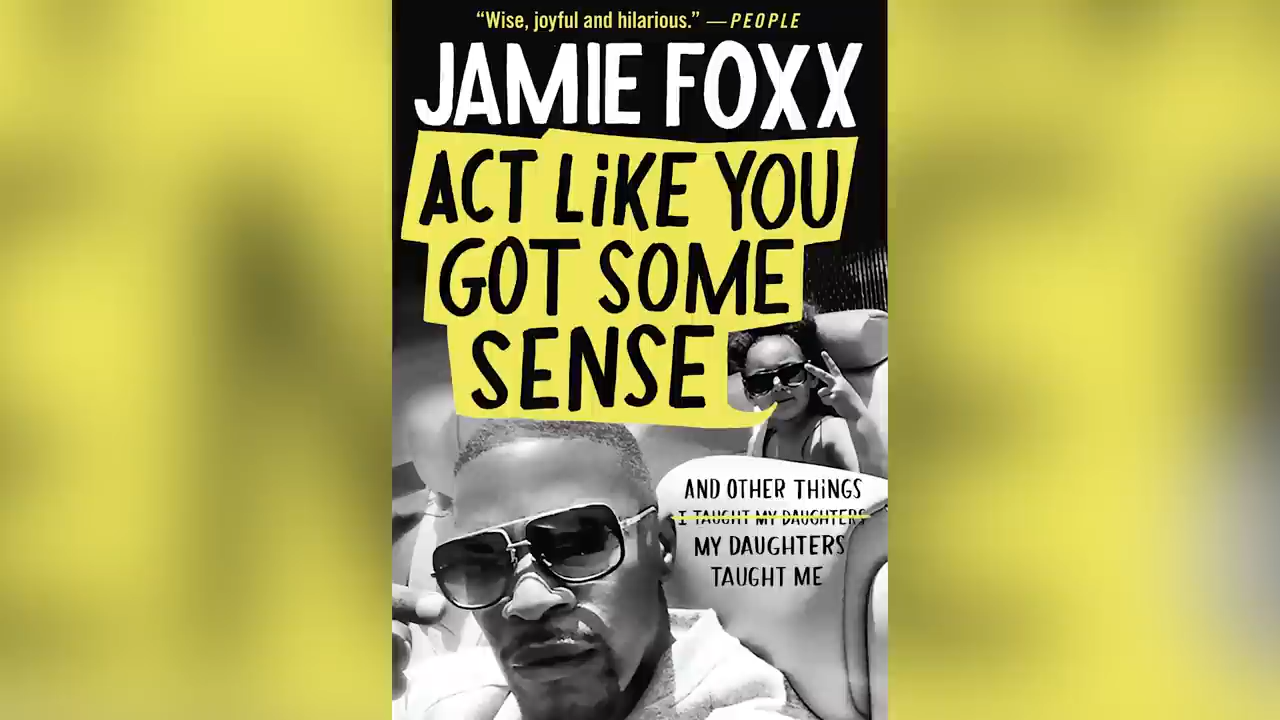 “Wise, joyful and hilarious.” —PEOPLE
JAMIE FOXX
ACT LiKE YOU
GOT SOME
SENSE
AND OTHER THiNGS
I TAUGHT MY DAUGHTERS
MY DAUGHTERS
TAUGHT ME